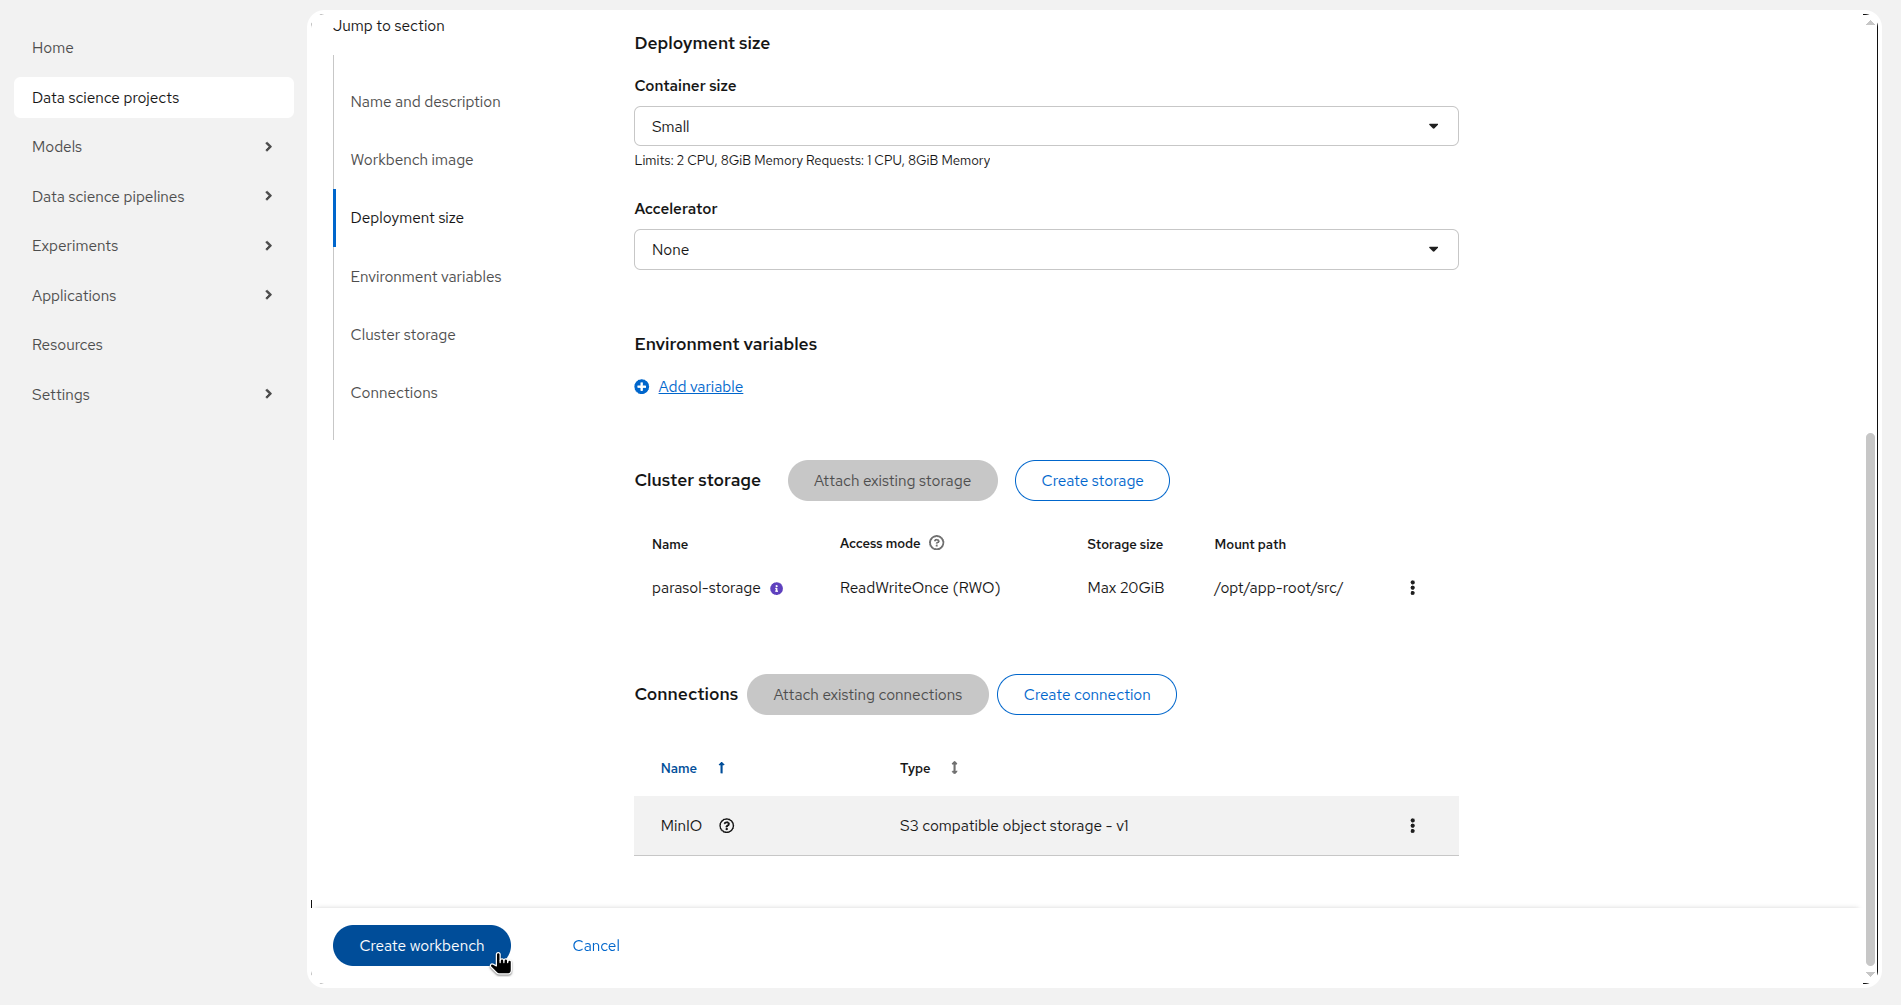 Home
Data science projects
Models
Data science pipelines
Experiments
Applications
Resources
Settings
Jump to section
Name and description
Workbench image
Deployment size
Environment variables
Cluster storage
Connections
Deployment size
Container size
Small
Limits: 2 CPU, 8GiB Memory Requests: 1 CPU, 8GiB Memory
Accelerator
None
Environment variables
Add variable
Cluster storage Attach existing storage Create storage
Name Access mode Storage size Mount path
parasol-storage ReadWriteOnce (RWO) Max 20GiB /opt/app-root/src/
Connections Attach existing connections Create connection
Name Type
MinIO S3 compatible object storage - v1
Create workbench Cancel